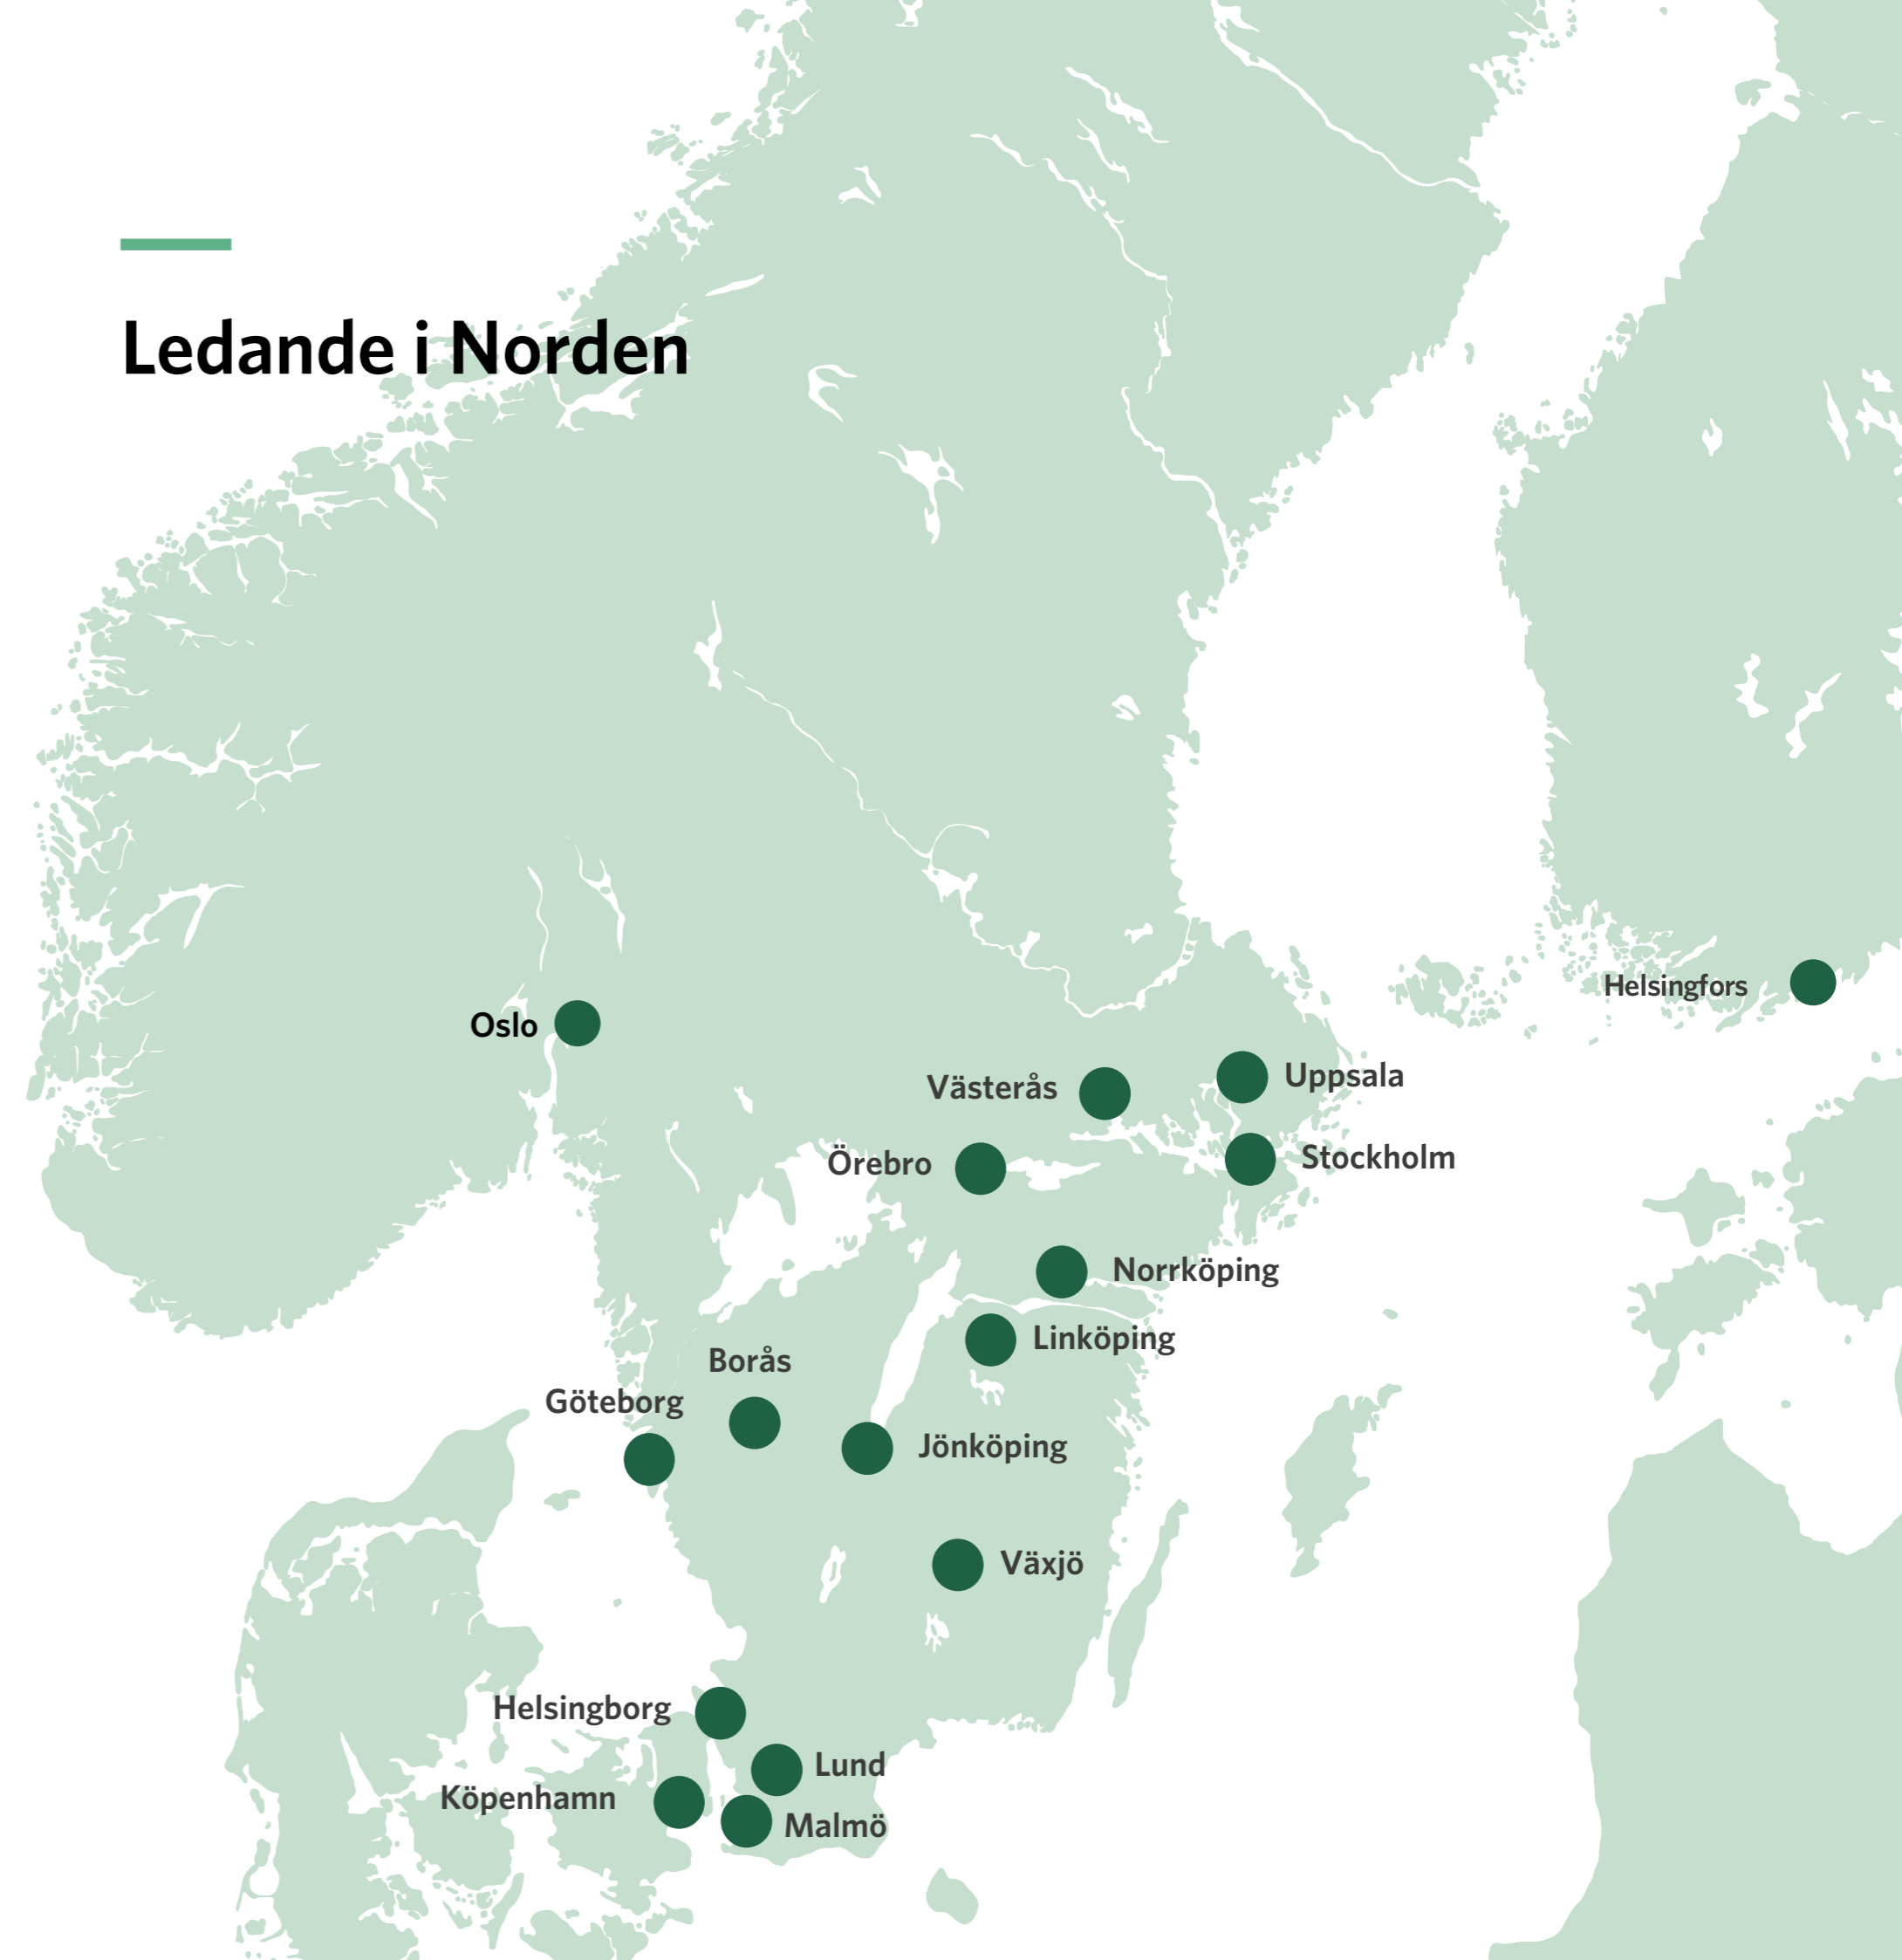 Ledande i Norden
Helsingfors
Oslo
Uppsala
Västerås
Stockholm
Örebro
Norrköping
Linköping
Borås
Göteborg
Jönköping
Växjö
Helsingborg
Lund
Köpenhamn
Malmö